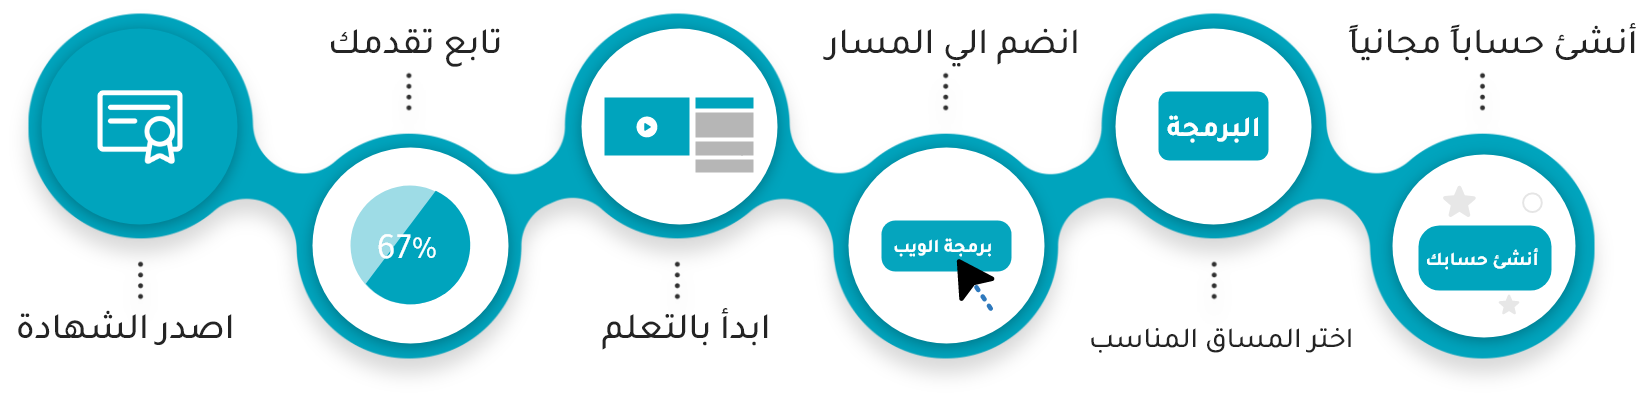 أنشئ حساباً مجانياً
أنشئ حسابك
البرمجة
اختر المساق المناسب
انضم الي المسار
برمجة الويب
ابدأ بالتعلم
تابع تقدمك
67%
اصدر الشهادة